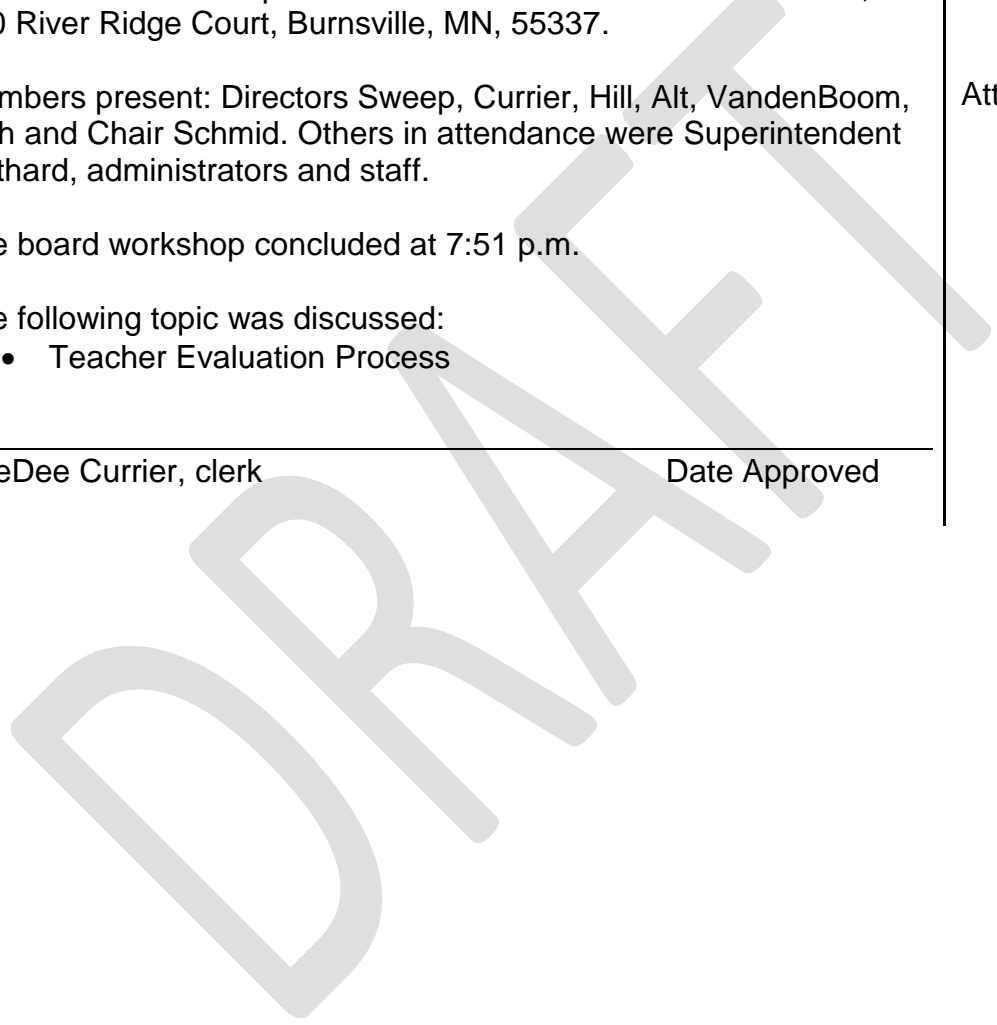 0 River Ridge Court, Burnsville, MN, 55337.
mbers present: Directors Sweep, Currier, Hill, Alt, VandenBoom,
h and Chair Schmid. Others in attendance were Superintendent
thard, administrators and staff.
e board workshop concluded at 7:51 p.m.
e following topic was discussed:
• Teacher Evaluation Process
eDee Currier, clerk Date Approved
Att
DRAFT